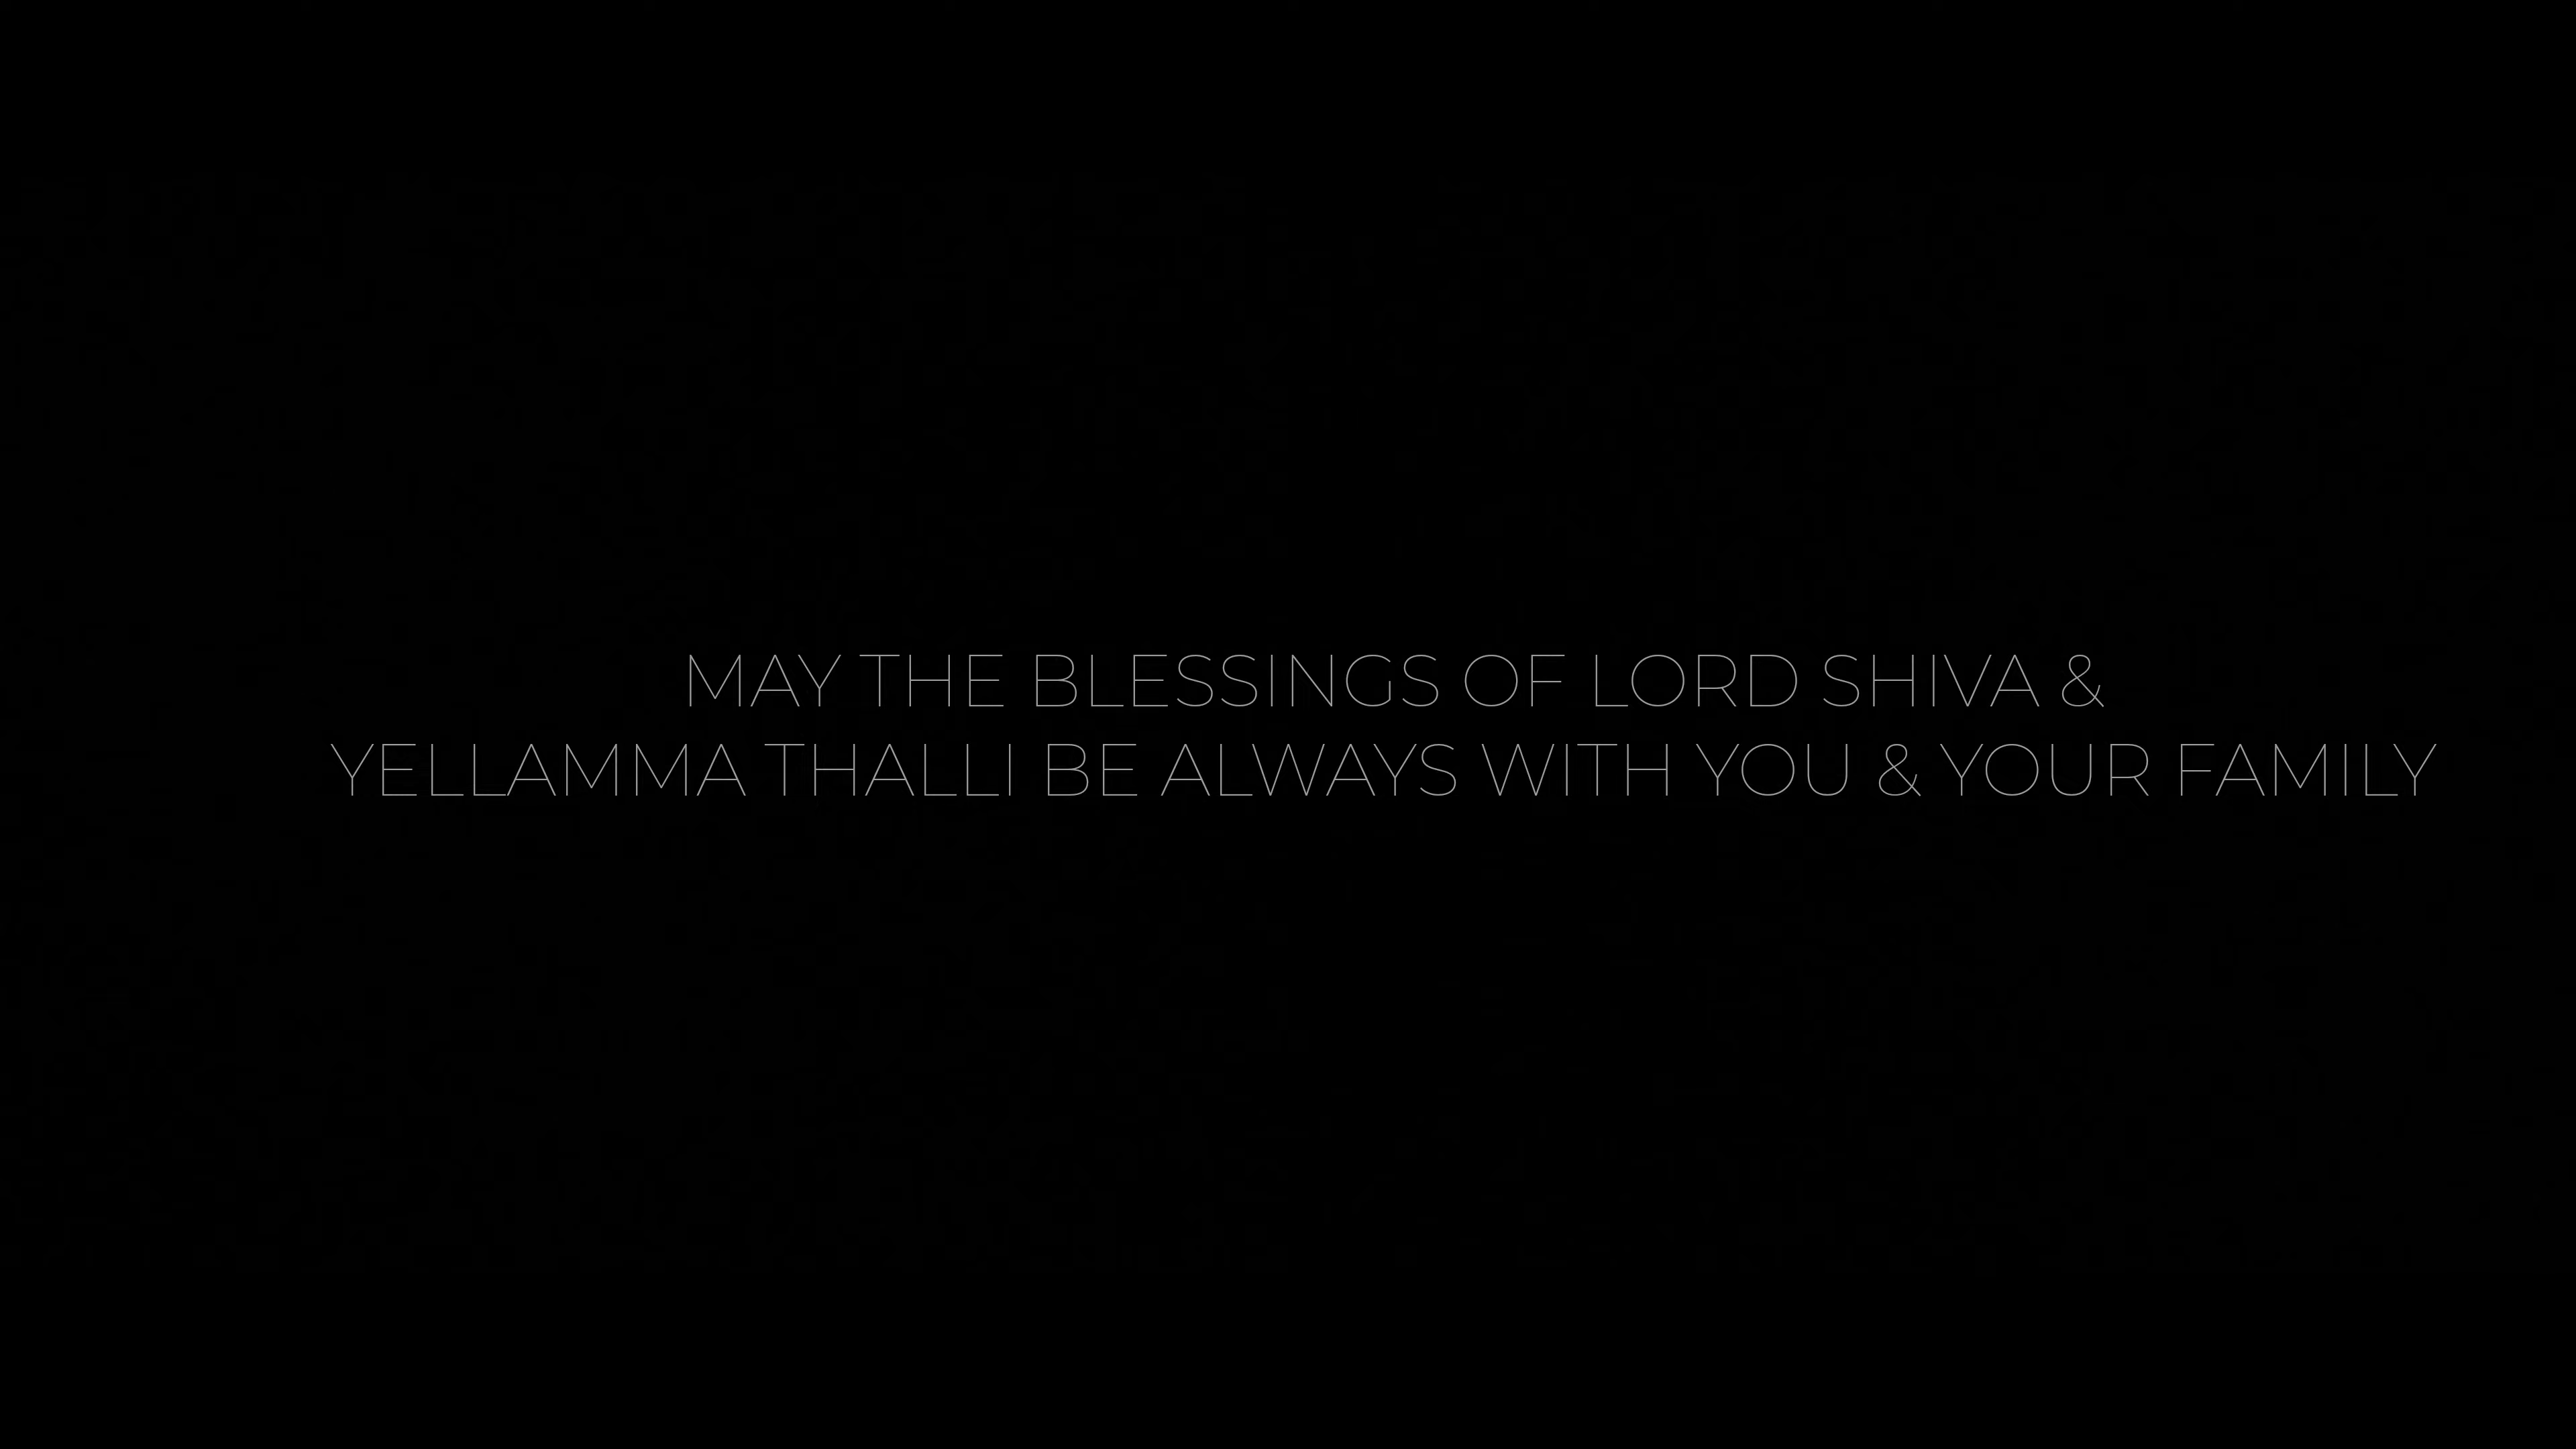 MAY THE BLESSINGS OF LORD SHIVA &
YELLAMMA THALLI BE ALWAYS WITH YOU & YOUR FAMILY